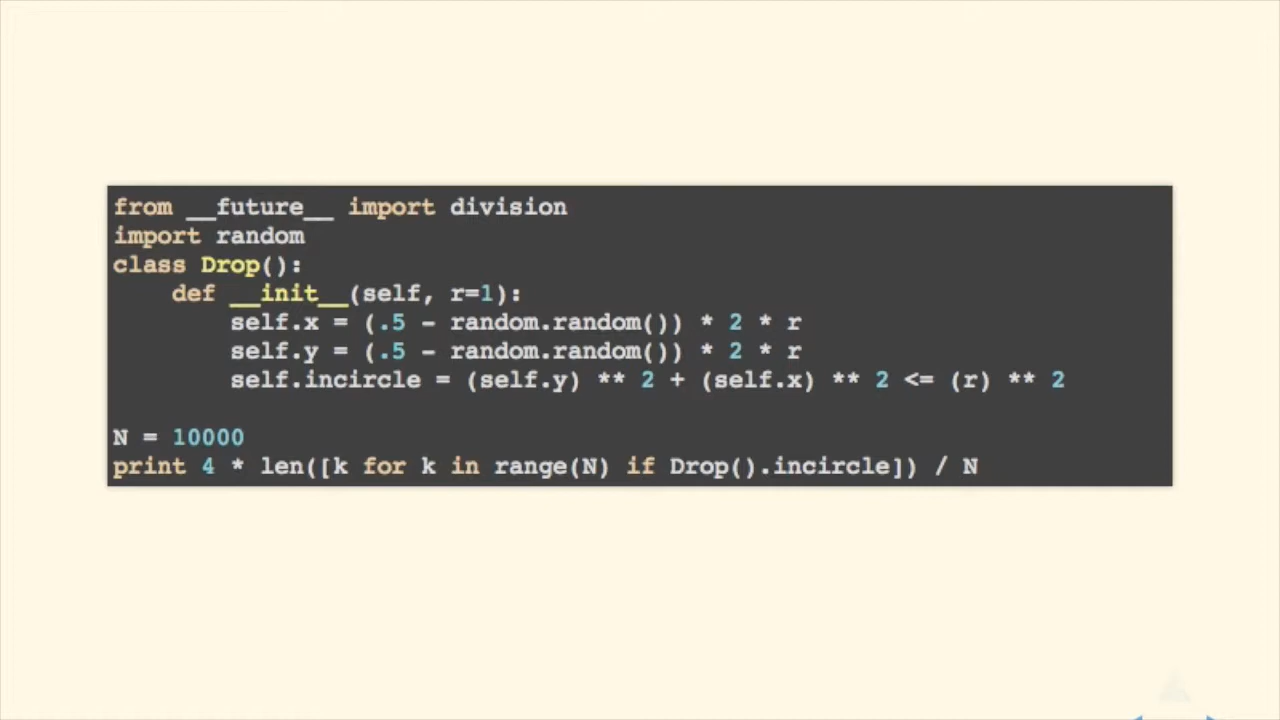 from __future__ import division
import random
class Drop():
    def __init__(self, r=1):
        self.x = (.5 - random.random()) * 2 * r
        self.y = (.5 - random.random()) * 2 * r
        self.incircle = (self.y) ** 2 + (self.x) ** 2 <= (r) ** 2
N = 10000
print 4 * len([k for k in range(N) if Drop().incircle]) / N